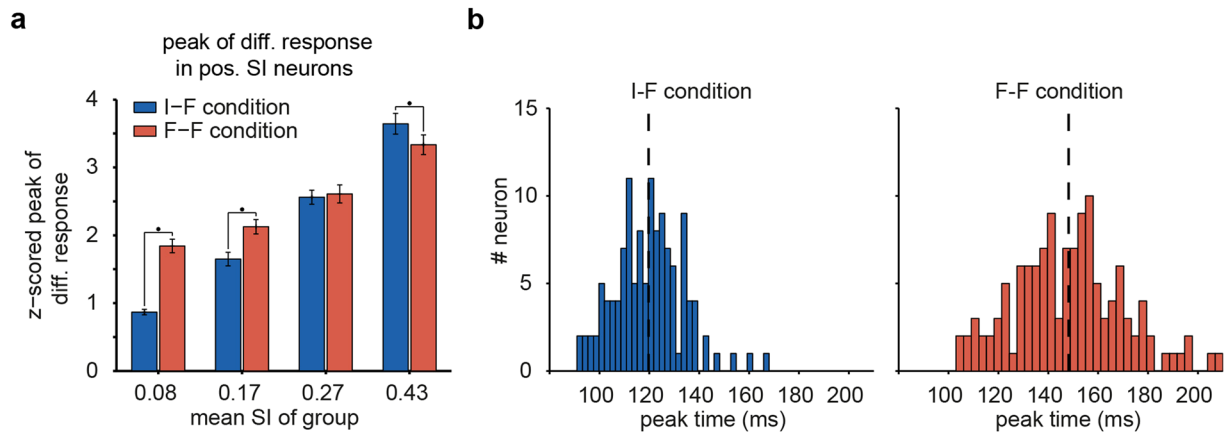 a
peak of diff. response
in pos. SI neurons
I−F condition
F−F condition
z−scored peak of
diff. response
4
3
2
1
0
0.08 0.17 0.27 0.43
mean SI of group
b
I-F condition
# neuron
15
10
5
0
100 120 140 160 180 200
peak time (ms)
F-F condition
100 120 140 160 180 200
peak time (ms)